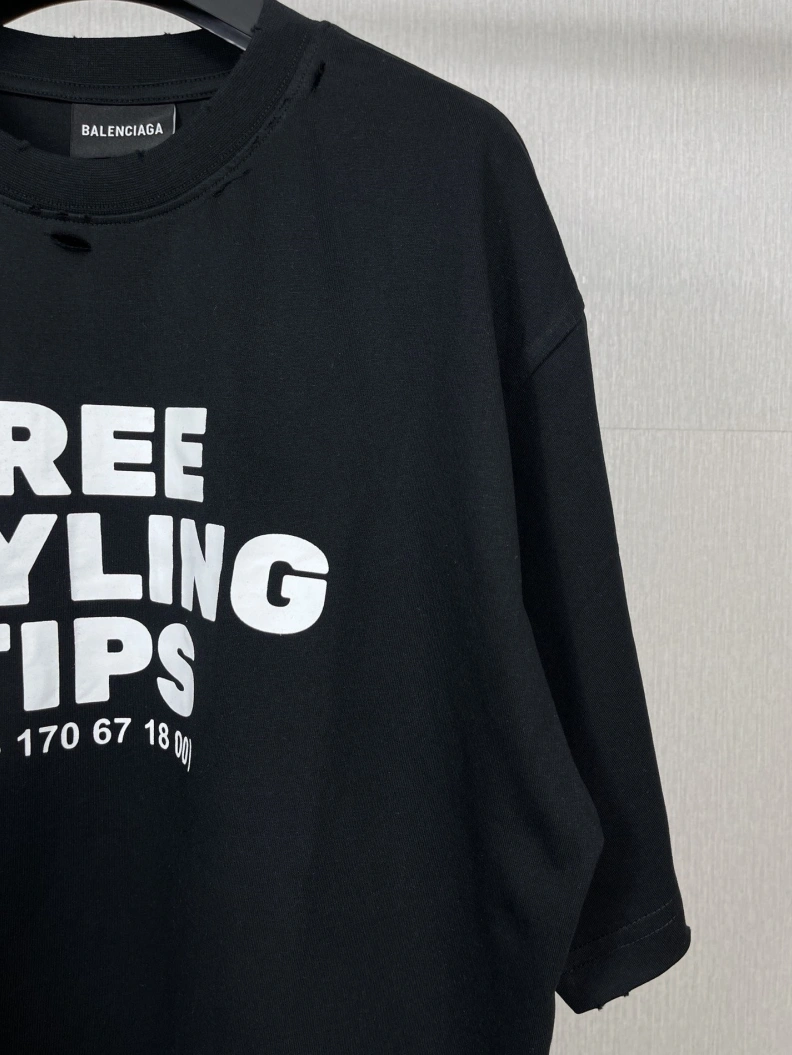 BALENCIAGA
REE
YLING
TIPS
170 67 18 00)